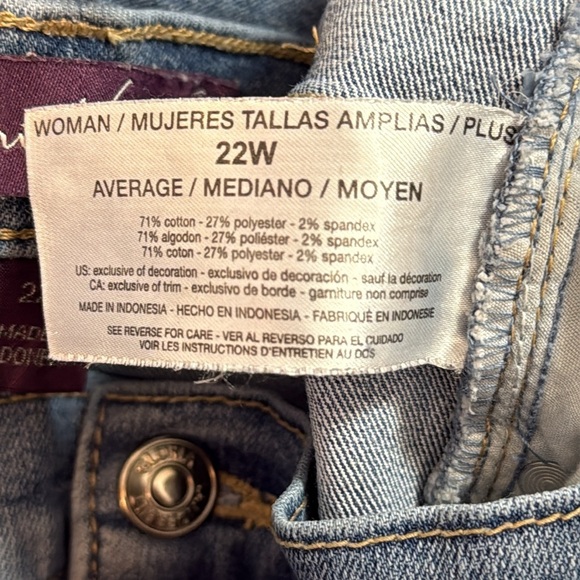 WOMAN / MUJERES TALLAS AMPLIAS / PLUS
22W
AVERAGE / MEDIANO / MOYEN
71% cotton - 27% polyester - 2% spandex
71% algodon - 27% poliéster - 2% spandex
71% coton - 27% polyester - 2% spandex
US: exclusive of decoration - exclusivo de decoración - sauf la décoration
CA: exclusive of trim - exclusivo de borde - garniture non comprise
MADE IN INDONESIA - HECHO EN INDONESIA - FABRIQUÉ EN INDONESIE
SEE REVERSE FOR CARE - VER AL REVERSO PARA EL CUIDADO
VOIR LES INSTRUCTIONS D'ENTRETIEN AU DOS
MADE